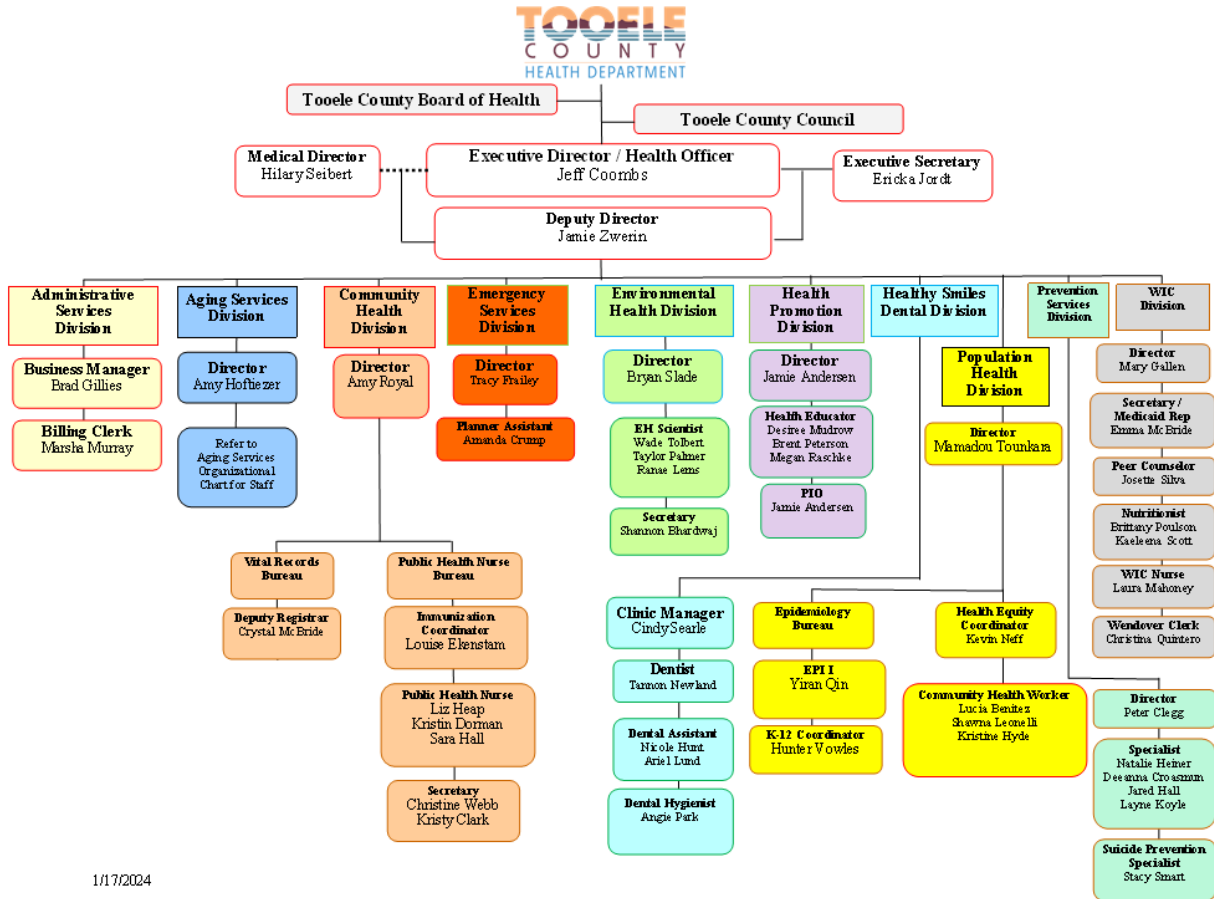 TOOELE
COUNTY
HEALTH DEPARTMENT
Tooele County Board of Health
Tooele County Council
Medical Director
Hilary Seibert
Executive Director / Health Officer
Jeff Coombs
Executive Secretary
Ericka Jordt
Deputy Director
Jamie Zwerin
Administrative
Services
Division
Business Manager
Brad Gillies
Billing Clerk
Marsha Murray
Aging Services
Division
Director
Amy Hoftiezer
Refer to
Aging Services
Organizational
Chart for Staff
Community
Health
Division
Director
Amy Royal
Vital Records
Bureau
Deputy Registrar
Crystal McBride
Public Health Nurse
Bureau
Immunization
Coordinator
Louise Ekenstam
Public Health Nurse
Liz Heap
Kristin Dorman
Sara Hall
Secretary
Christine Webb
Kristy Clark
Emergency
Services
Division
Director
Tracy Frailey
Planner Assistant
Amanda Crump
Environmental
Health Division
Director
Bryan Slade
EH Scientist
Wade Tolbert
Taylor Palmer
Ranae Lems
Secretary
Shannon Bhardwaj
Health
Promotion
Division
Director
Jamie Andersen
Health Educator
Desiree Mudrow
Brent Peterson
Megan Raschke
PIO
Jamie Andersen
Healthy Smiles
Dental Division
Clinic Manager
Cindy Searle
Dentist
Tannon Newland
Dental Assistant
Nicole Hunt
Ariel Lund
Dental Hygienist
Angie Park
Population
Health
Division
Director
Mamadou Tounkara
Epidemiology
Bureau
EPI I
Yiran Qin
K-12 Coordinator
Hunter Vowles
Health Equity
Coordinator
Kevin Neff
Community Health Worker
Lucia Benitez
Shawna Leonelli
Kristine Hyde
Prevention
Services
Division
Director
Peter Clegg
Specialist
Natalie Heiner
Deeanna Croasmun
Jared Hall
Layne Koyle
Suicide Prevention
Specialist
Stacy Smart
WIC
Division
Director
Mary Gallen
Secretary /
Medicaid Rep
Emma McBride
Peer Counselor
Josette Silva
Nutritionist
Brittany Poulson
Kaeleena Scott
WIC Nurse
Laura Mahoney
Wendover Clerk
Christina Quintero
1/17/2024